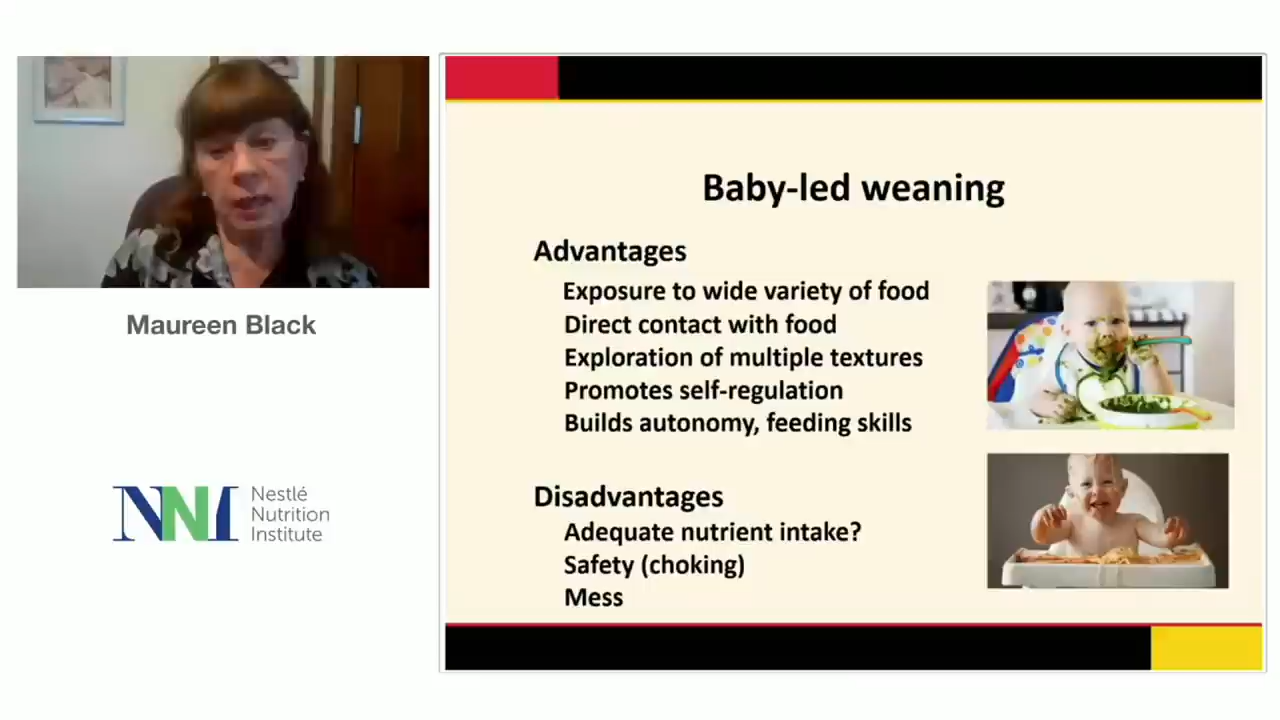 Maureen Black
NNI
Nestlé
Nutrition
Institute
Baby-led weaning
Advantages
Exposure to wide variety of food
Direct contact with food
Exploration of multiple textures
Promotes self-regulation
Builds autonomy, feeding skills
Disadvantages
Adequate nutrient intake?
Safety (choking)
Mess